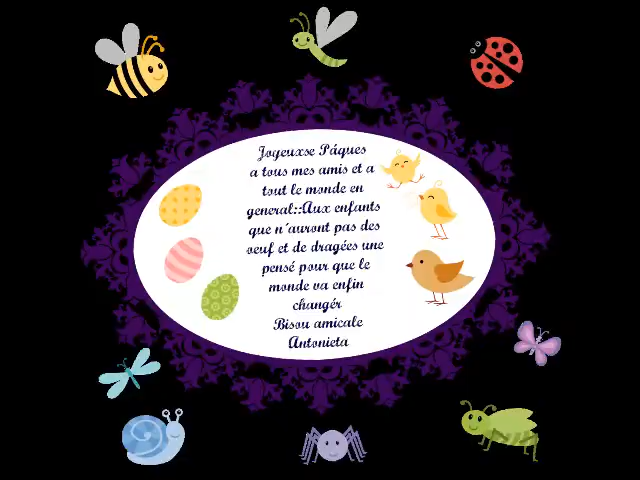 Joyeuxse Páques
a tous mes amis et a
tout le monde en
general::Aux enfants
que n´auront pas des
oeuf et de dragées une
pensé pour que le
monde va enfin
changér
Bisou amicale
Antonieta